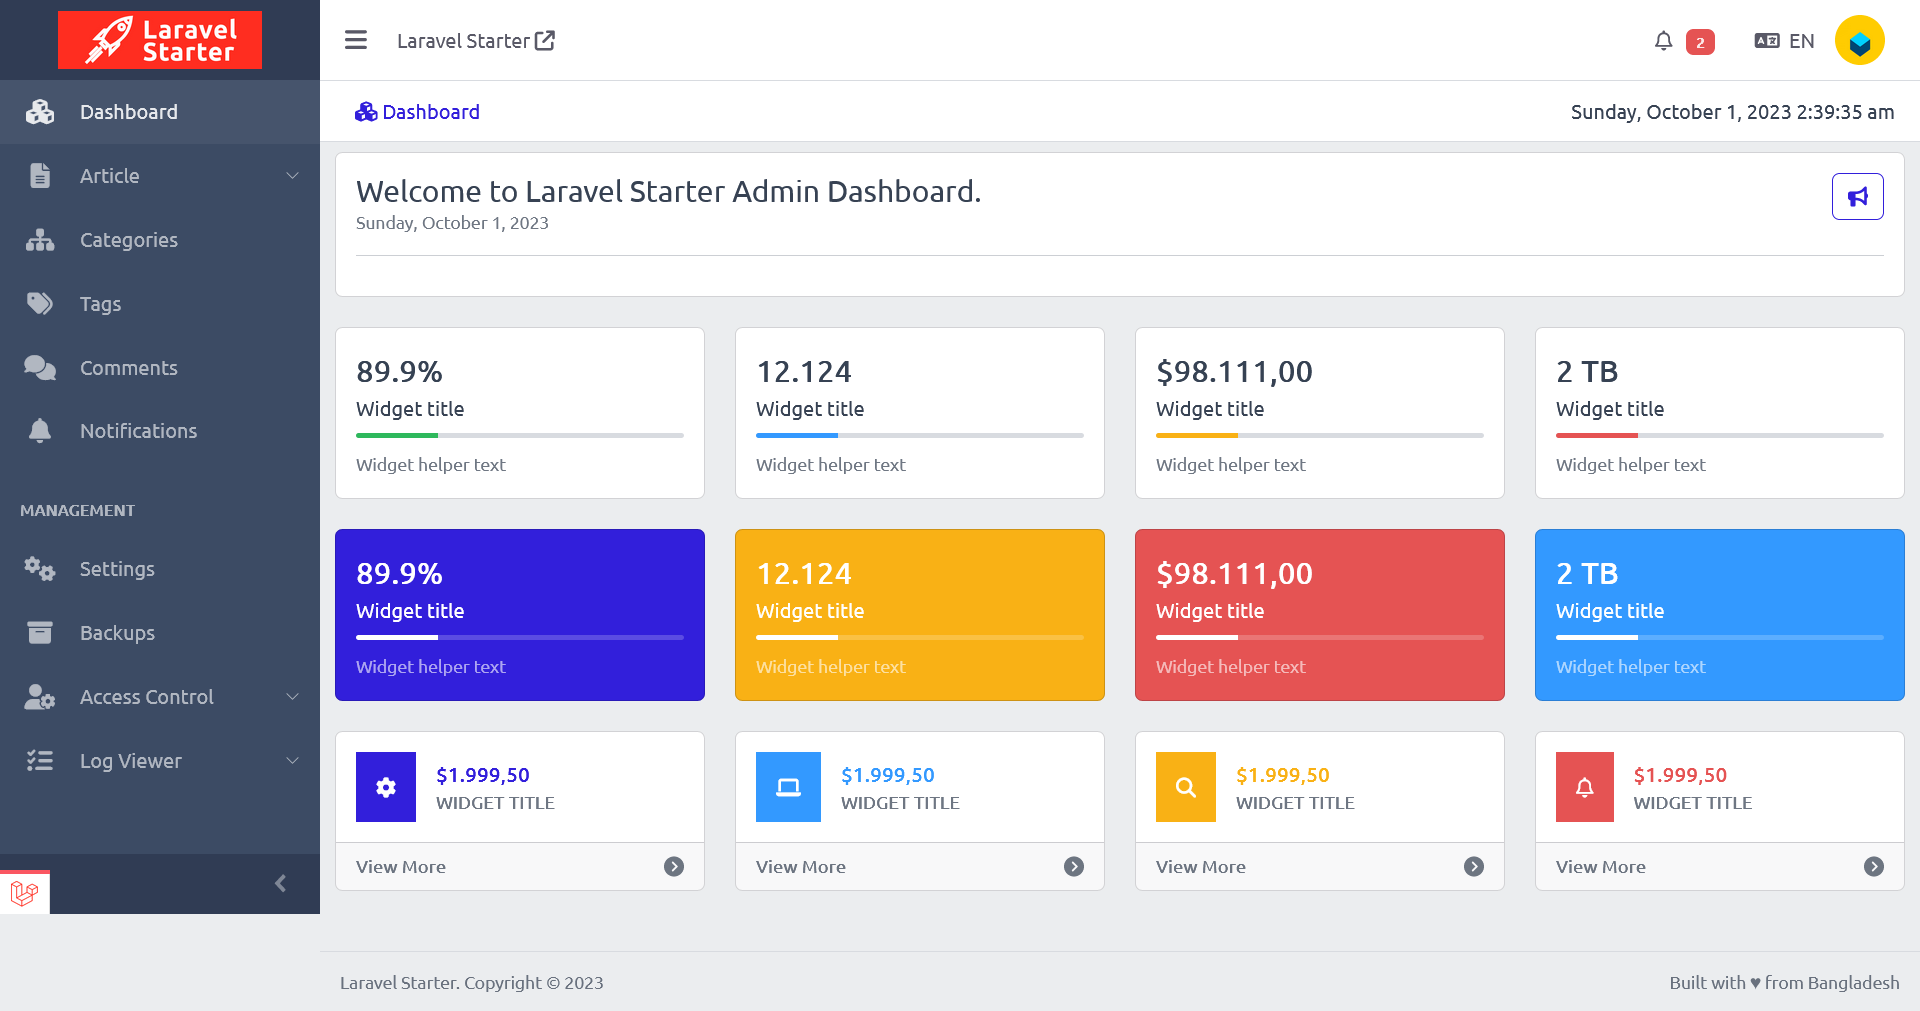 Laravel
Starter
Laravel Starter
2
EN
Dashboard
Article
Categories
Tags
Comments
Notifications
MANAGEMENT
Settings
Backups
Access Control
Log Viewer
Dashboard
Sunday, October 1, 2023 2:39:35 am
Welcome to Laravel Starter Admin Dashboard.
Sunday, October 1, 2023
89.9%
Widget title
Widget helper text
12.124
Widget title
Widget helper text
$98.111,00
Widget title
Widget helper text
2 TB
Widget title
Widget helper text
89.9%
Widget title
Widget helper text
12.124
Widget title
Widget helper text
$98.111,00
Widget title
Widget helper text
2 TB
Widget title
Widget helper text
$1.999,50
WIDGET TITLE
View More
$1.999,50
WIDGET TITLE
View More
$1.999,50
WIDGET TITLE
View More
$1.999,50
WIDGET TITLE
View More
Laravel Starter. Copyright © 2023
Built with ♥ from Bangladesh